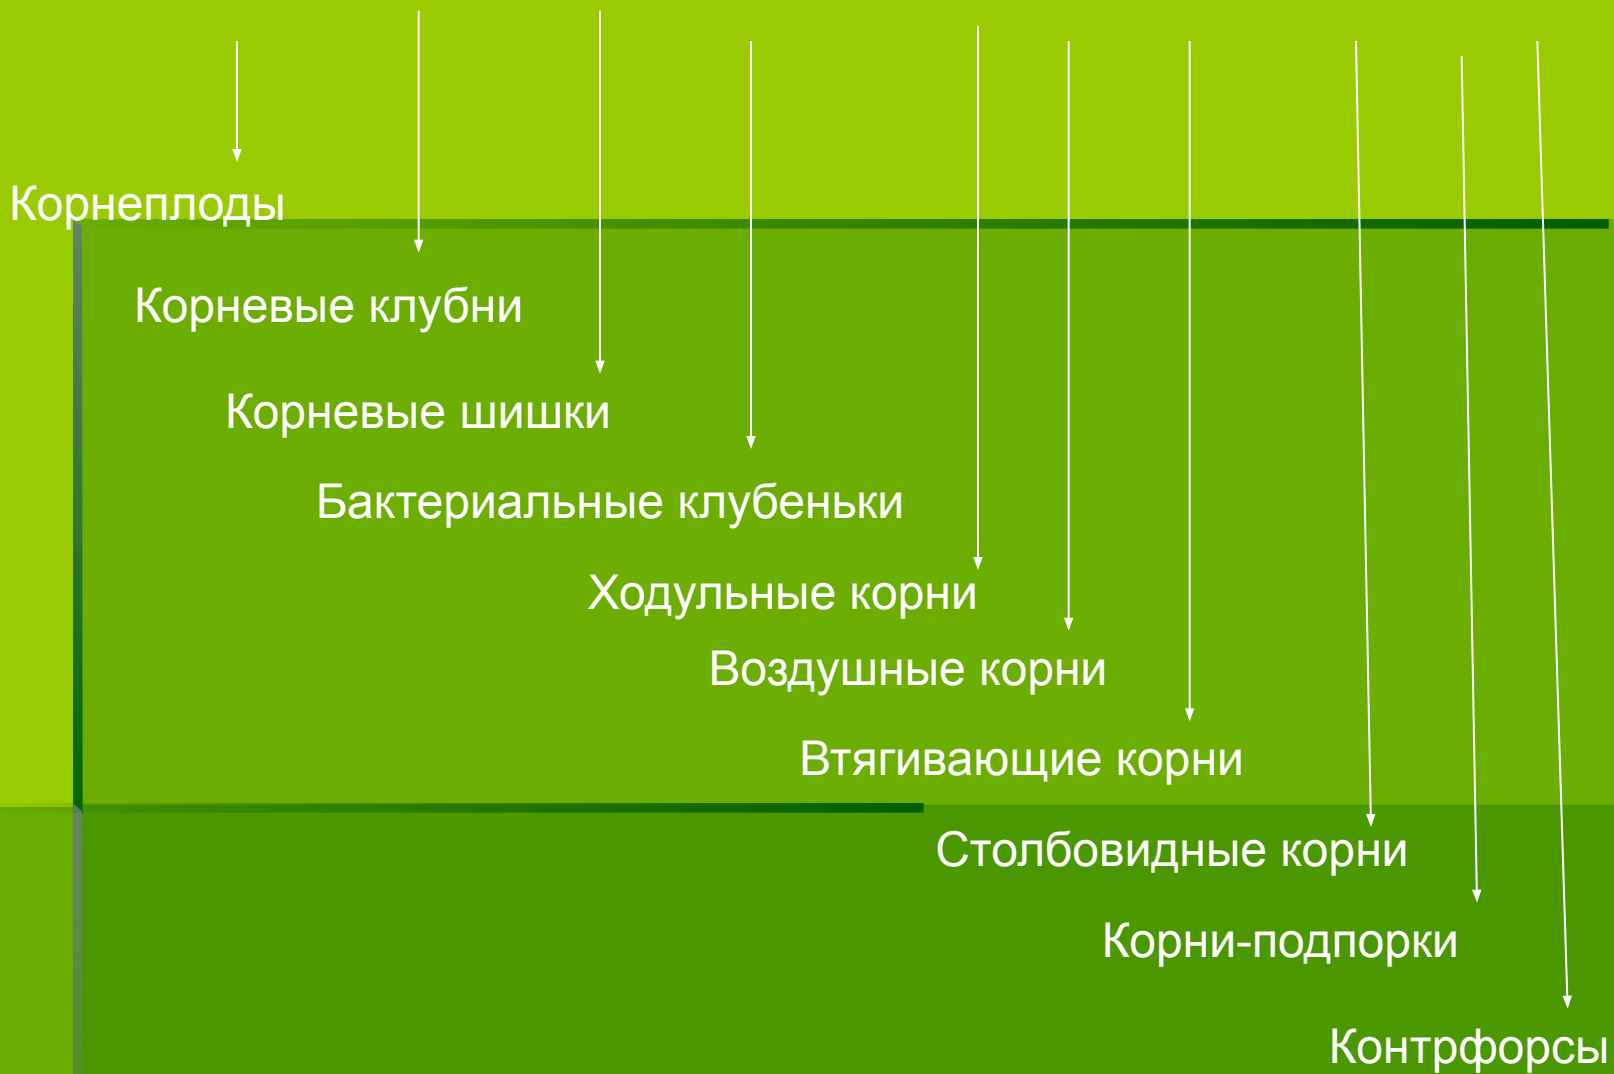 Корнеплоды
Корневые клубни
Корневые шишки
Бактериальные клубеньки
Ходульные корни
Воздушные корни
Втягивающие корни
Столбовидные корни
Корни-подпорки
Контрфорсы